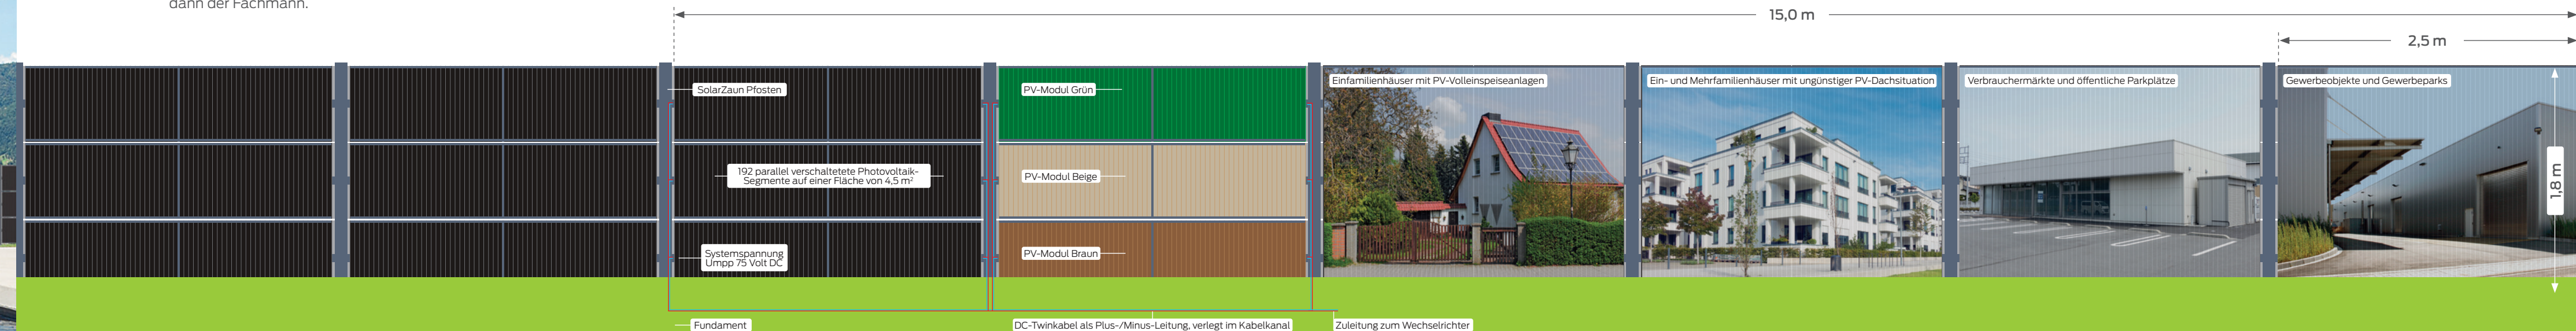 dann der Fachmann.
15,0 m
2,5 m
SolarZaun Pfosten
PV-Modul Grün
Einfamilienhäuser mit PV-Volleinspeiseanlagen
Ein- und Mehrfamilienhäuser mit ungünstiger PV-Dachsituation
Verbrauchermärkte und öffentliche Parkplätze
Gewerbeobjekte und Gewerbeparks
192 parallel verschaltetete Photovoltaik-
Segmente auf einer Fläche von 4,5 m²
PV-Modul Beige
1,8 m
Systemspannung
Umpp 75 Volt DC
PV-Modul Braun
Fundament
DC-Twinkabel als Plus-/Minus-Leitung, verlegt im Kabelkanal
Zuleitung zum Wechselrichter